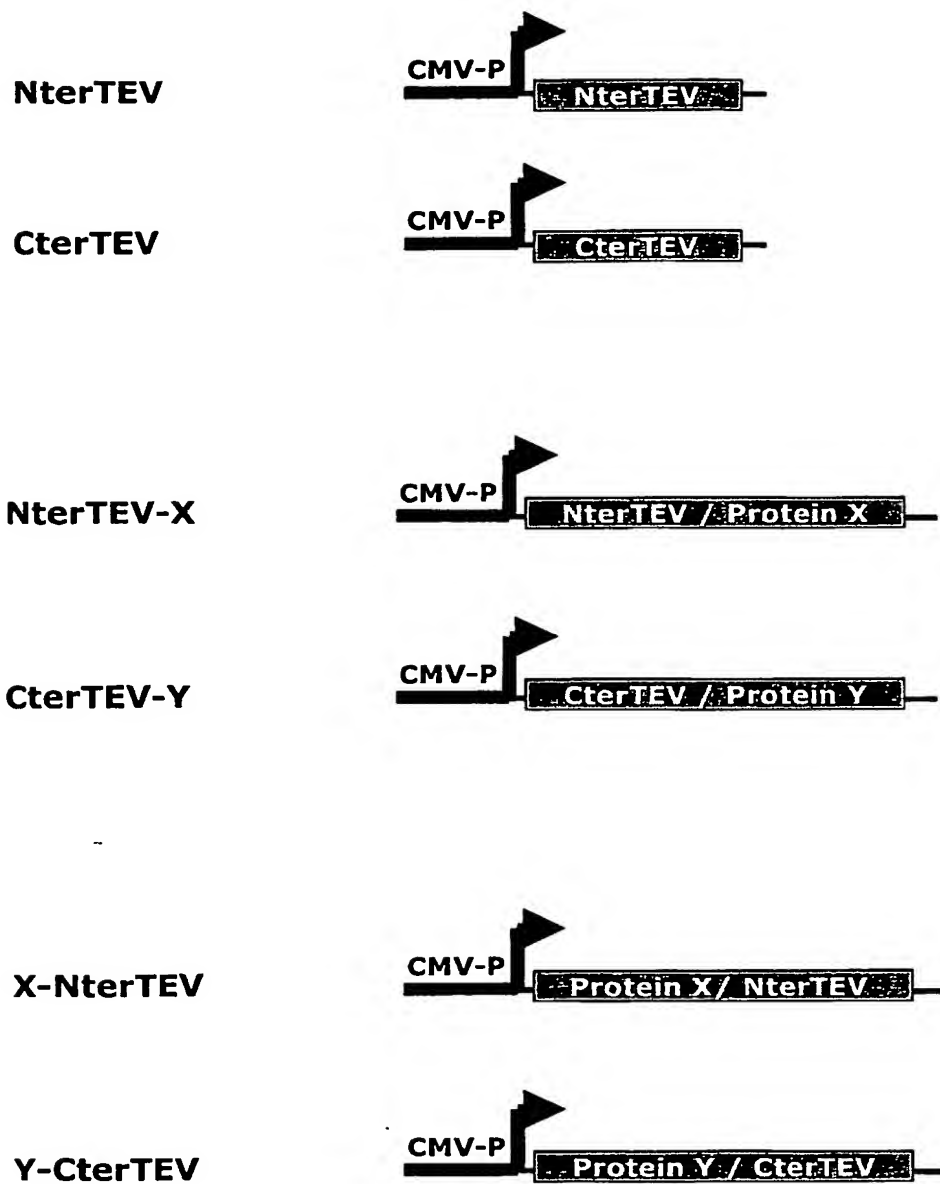 CMV-P
NterTEV
NterTEV
CMV-P
CterTEV
CterTEV
CMV-P
NterTEV-X
NterTEV / Protein X
CMV-P
CterTEV-Y
CterTEV / Protein Y
CMV-P
X-NterTEV
Protein X/ NterTEV
CMV-P
Y-CterTEV
Protein Y / CterTEV